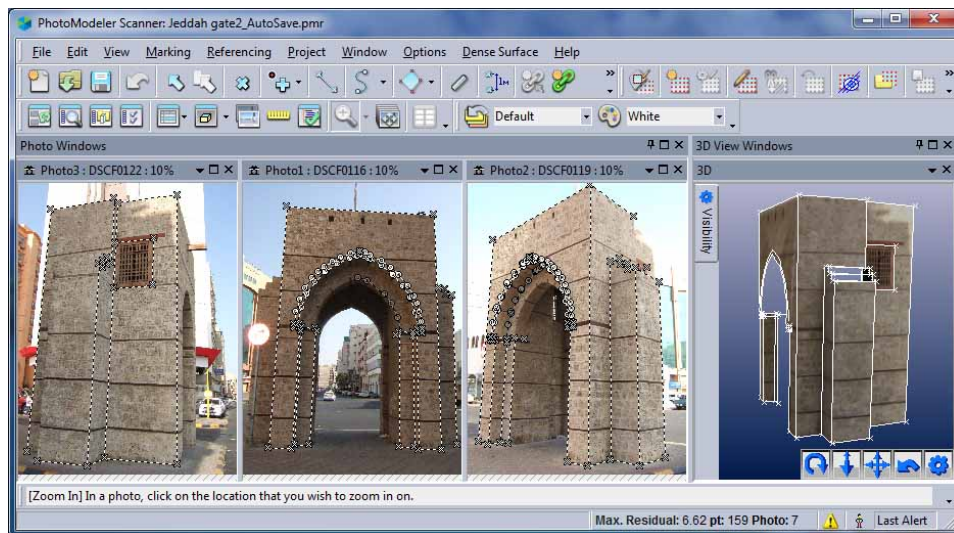 PhotoModeler Scanner: Jeddah gate2_AutoSave.pmr
File Edit View Marking Referencing Project Window Options Dense Surface Help
1M
Default White
Photo Windows 3D View Windows
Photo3 : DSCF0122 : 10% Photo1 : DSCF0116 : 10% Photo2 : DSCF0119 : 10% 3D
Visibility
[Zoom In] In a photo, click on the location that you wish to zoom in on.
Max. Residual: 6.62 pt: 159 Photo: 7 Last Alert